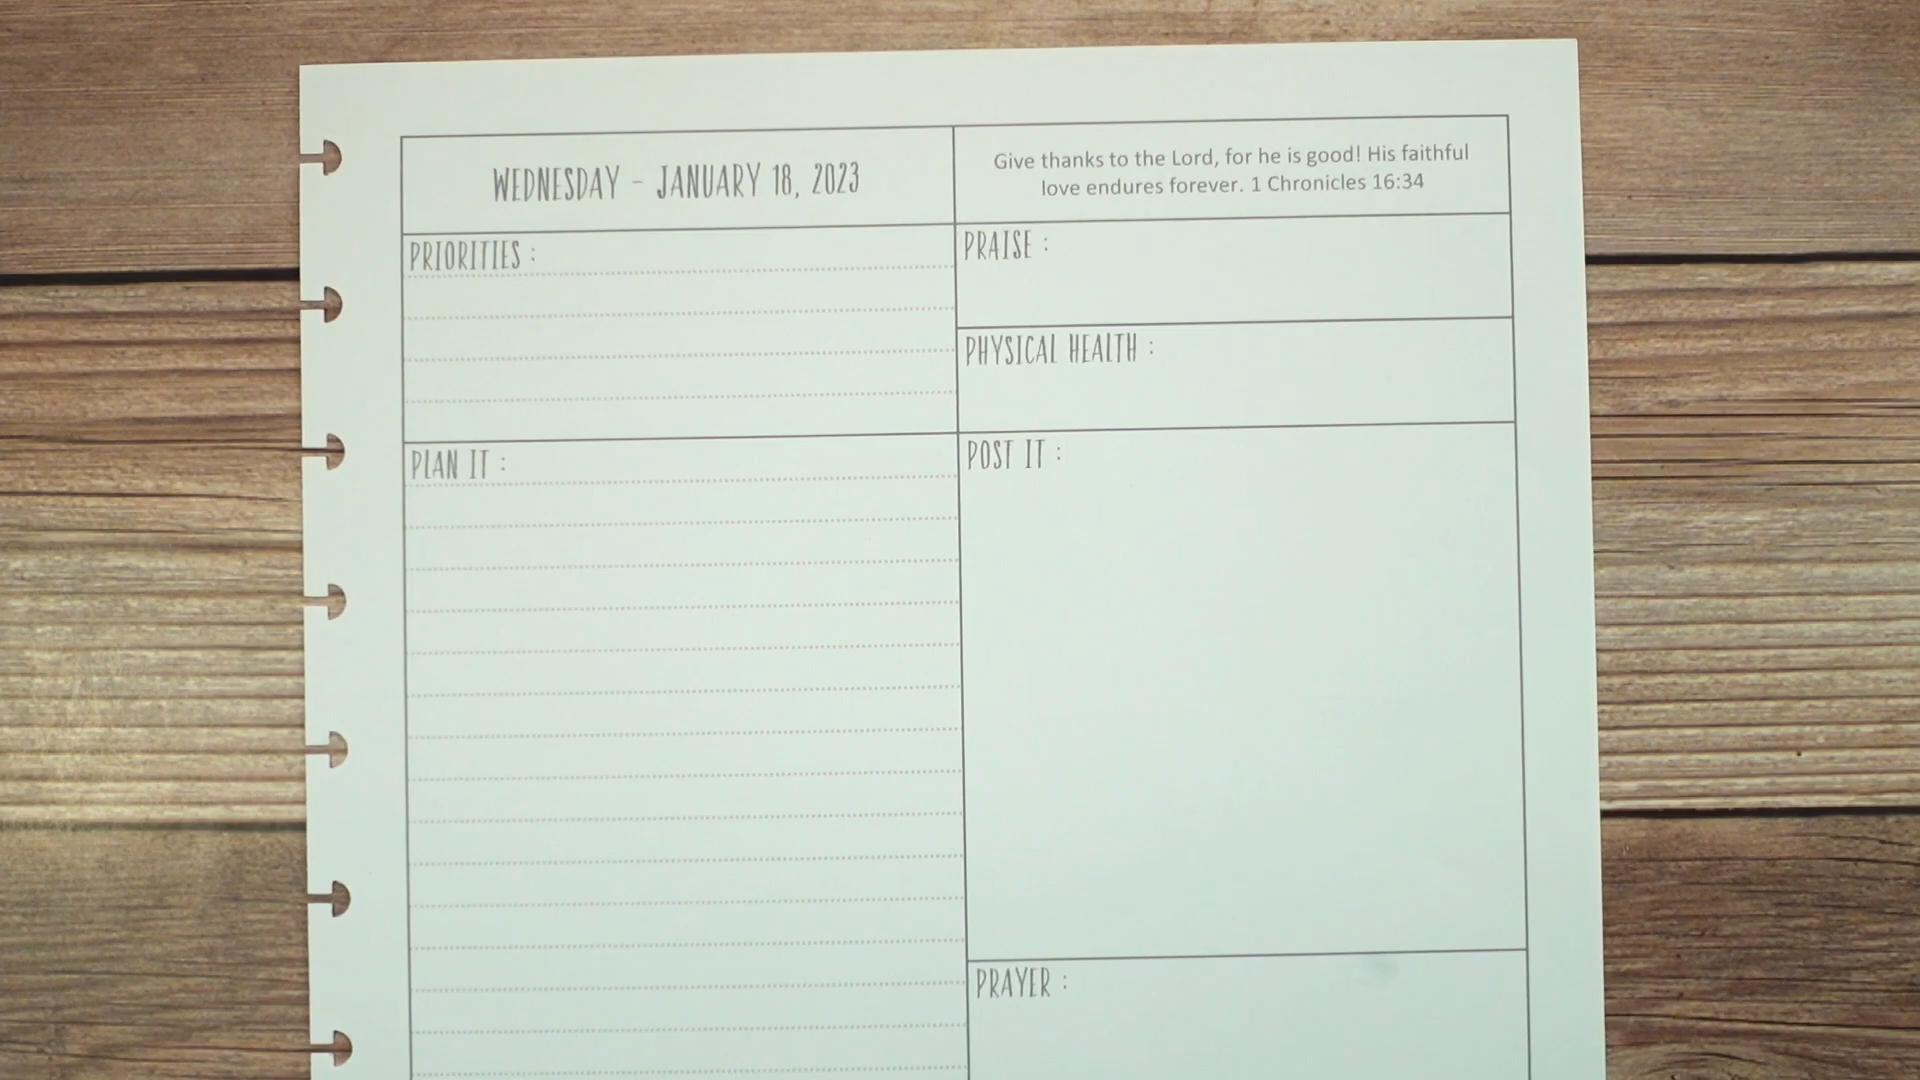 WEDNESDAY - JANUARY 18, 2023
Give thanks to the Lord, for he is good! His faithful
love endures forever. 1 Chronicles 16:34
PRIORITIES :
PRAISE :
PHYSICAL HEALTH :
PLAN IT :
POST IT :
PRAYER :